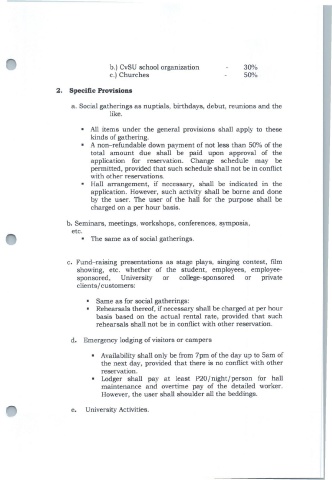 b.) CvSU school organization - 30%
c.) Churches - 50%
2. Specific Provisions
a. Social gatherings as nuptials, birthdays, debut, reunions and the
like.
• All items under the general provisions shall apply to these
kinds of gathering.
• A non-refundable down payment of not less than 50% of the
total amount due shall be paid upon approval of the
application for reservation. Change schedule may be
permitted, provided that such schedule shall not be in conflict
with other reservations.
• Hall arrangement, if necessary, shall be indicated in the
application. However, such activity shall be borne and done
by the user. The user of the hall for the purpose shall be
charged on a per hour basis.
b. Seminars, meetings, workshops, conferences, symposia,
etc.
• The same as of social gatherings.
c. Fund-raising presentations as stage plays, singing contest, film
showing, etc. whether of the student, employees, employee-
sponsored, University or college-sponsored or private
clients/customers:
• Same as for social gatherings:
• Rehearsals thereof, if necessary shall be charged at per hour
basis based on the actual rental rate, provided that such
rehearsals shall not be in conflict with other reservation.
d. Emergency lodging of visitors or campers
• Availability shall only be from 7pm of the day up to 5am of
the next day, provided that there is no conflict with other
reservation.
• Lodger shall pay at least P20/night/person for hall
maintenance and overtime pay of the detailed worker.
However, the user shall shoulder all the beddings.
e. University Activities.